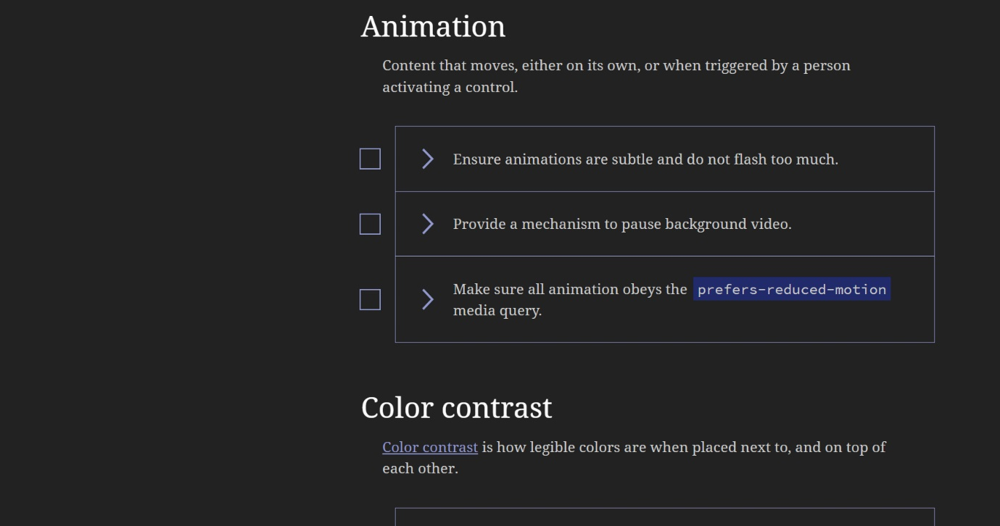 Animation
Content that moves, either on its own, or when triggered by a person
activating a control.
Ensure animations are subtle and do not flash too much.
Provide a mechanism to pause background video.
Make sure all animation obeys the prefers-reduced-motion
media query.
Color contrast
Color contrast is how legible colors are when placed next to, and on top of
each other.